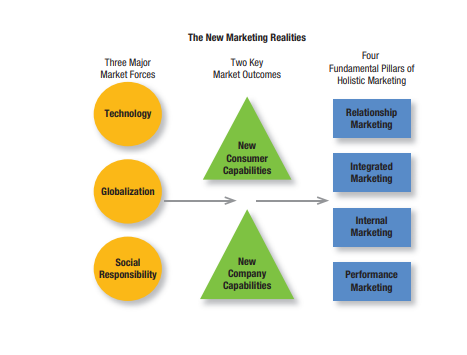 The New Marketing Realities
Three Major
Market Forces
Two Key
Market Outcomes
Four
Fundamental Pillars of
Holistic Marketing
Technology
Globalization
Social
Responsibility
New
Consumer
Capabilities
New
Company
Capabilities
Relationship
Marketing
Integrated
Marketing
Internal
Marketing
Performance
Marketing